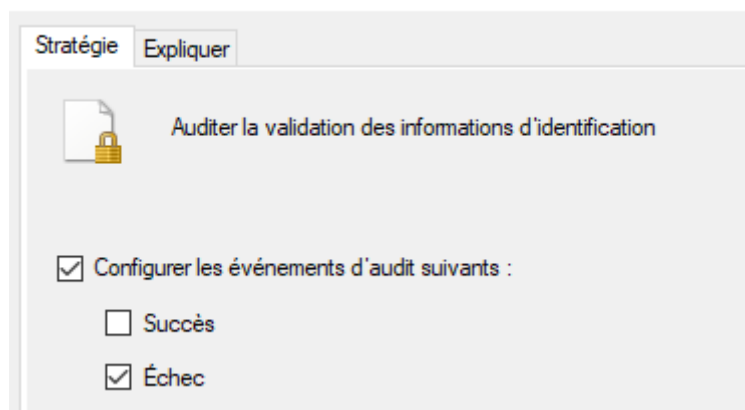 Stratégie Expliquer
Auditer la validation des informations d'identification
Configurer les événements d'audit suivants :
Succès
Échec